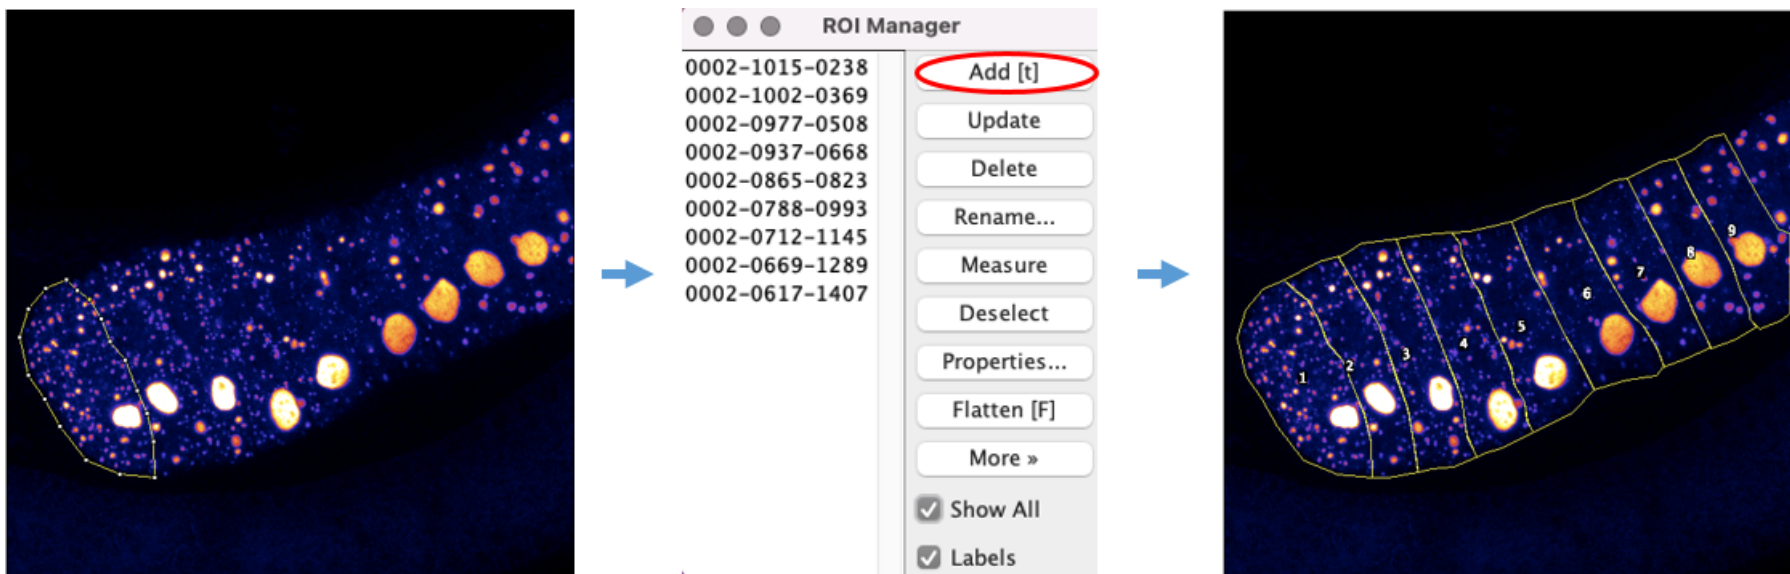 ROI Manager
0002-1015-0238
0002-1002-0369
0002-0977-0508
0002-0937-0668
0002-0865-0823
0002-0788-0993
0002-0712-1145
0002-0669-1289
0002-0617-1407
Add [t]
Update
Delete
Rename...
Measure
Deselect
Properties...
Flatten [F]
More »
Show All
Labels
1
2
3
4
5
6
7
8
9